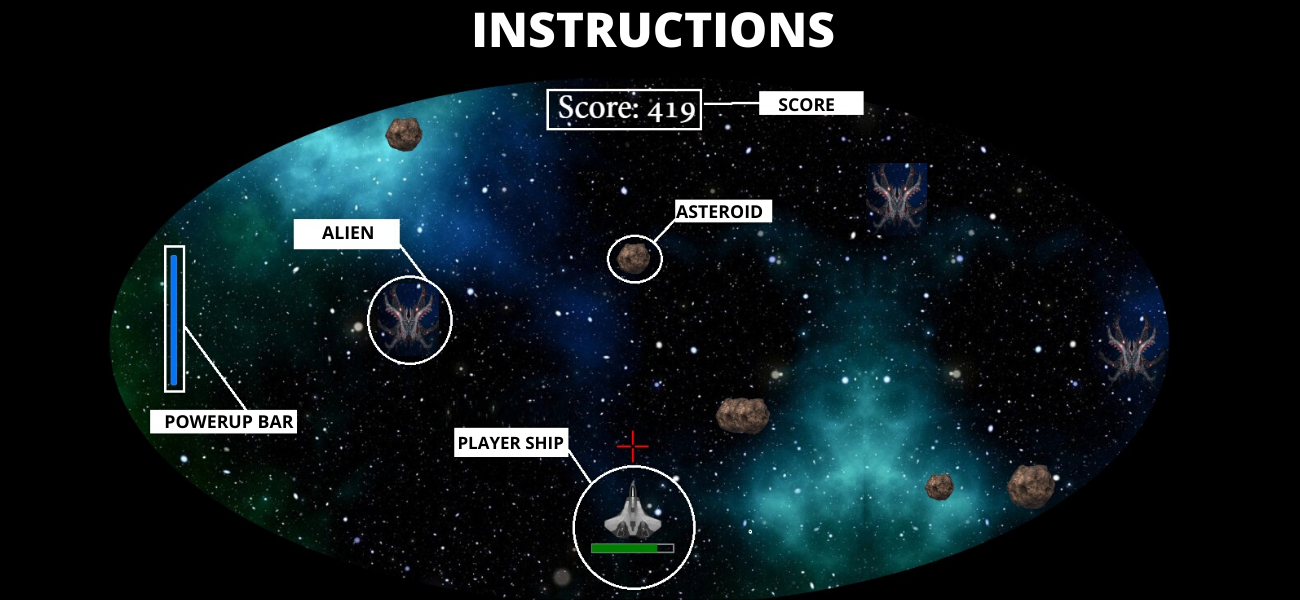 INSTRUCTIONS
Score: 419
SCORE
ASTEROID
ALIEN
POWERUP BAR
PLAYER SHIP